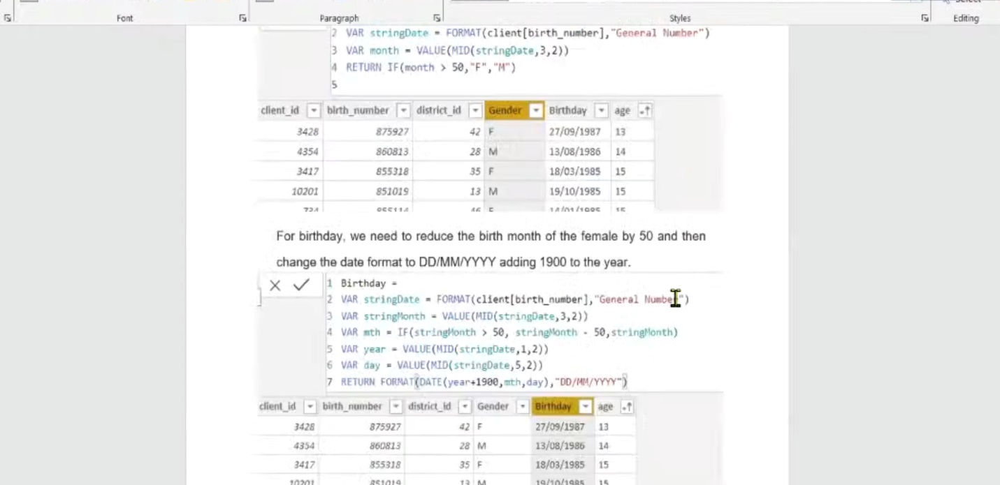 Font
Paragraph
Styles
Editing
2 VAR stringDate = FORMAT(client[birth_number],"General Number")
3 VAR month = VALUE(MID(stringDate,3,2))
4 RETURN IF(month > 50,"F","M")
5
client_id birth_number district_id Gender Birthday age
3428 875927 42 F 27/09/1987 13
4354 860813 28 M 13/08/1986 14
3417 855318 35 F 18/03/1985 15
10201 851019 13 M 19/10/1985 15
For birthday, we need to reduce the birth month of the female by 50 and then
change the date format to DD/MM/YYYY adding 1900 to the year.
1 Birthday =
2 VAR stringDate = FORMAT(client[birth_number],"General Number")
3 VAR stringMonth = VALUE(MID(stringDate,3,2))
4 VAR mth = IF(stringMonth > 50, stringMonth - 50,stringMonth)
5 VAR year = VALUE(MID(stringDate,1,2))
6 VAR day = VALUE(MID(stringDate,5,2))
7 RETURN FORMAT(DATE(year+1900,mth,day),"DD/MM/YYYY")
client_id birth_number district_id Gender Birthday age
3428 875927 42 F 27/09/1987 13
4354 860813 28 M 13/08/1986 14
3417 855318 35 F 18/03/1985 15
10201 851019 13 M 19/10/1985 15